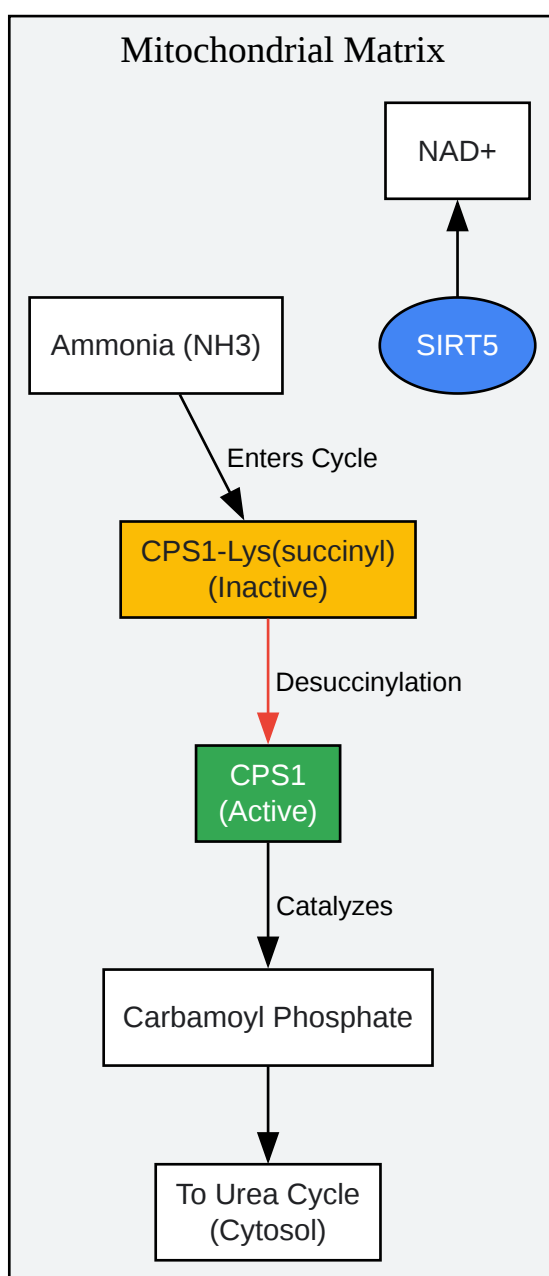 Mitochondrial Matrix
NAD+
Ammonia (NH3)
SIRT5
Enters Cycle
CPS1-Lys(succinyl)
(Inactive)
Desuccinylation
CPS1
(Active)
Catalyzes
Carbamoyl Phosphate
To Urea Cycle
(Cytosol)